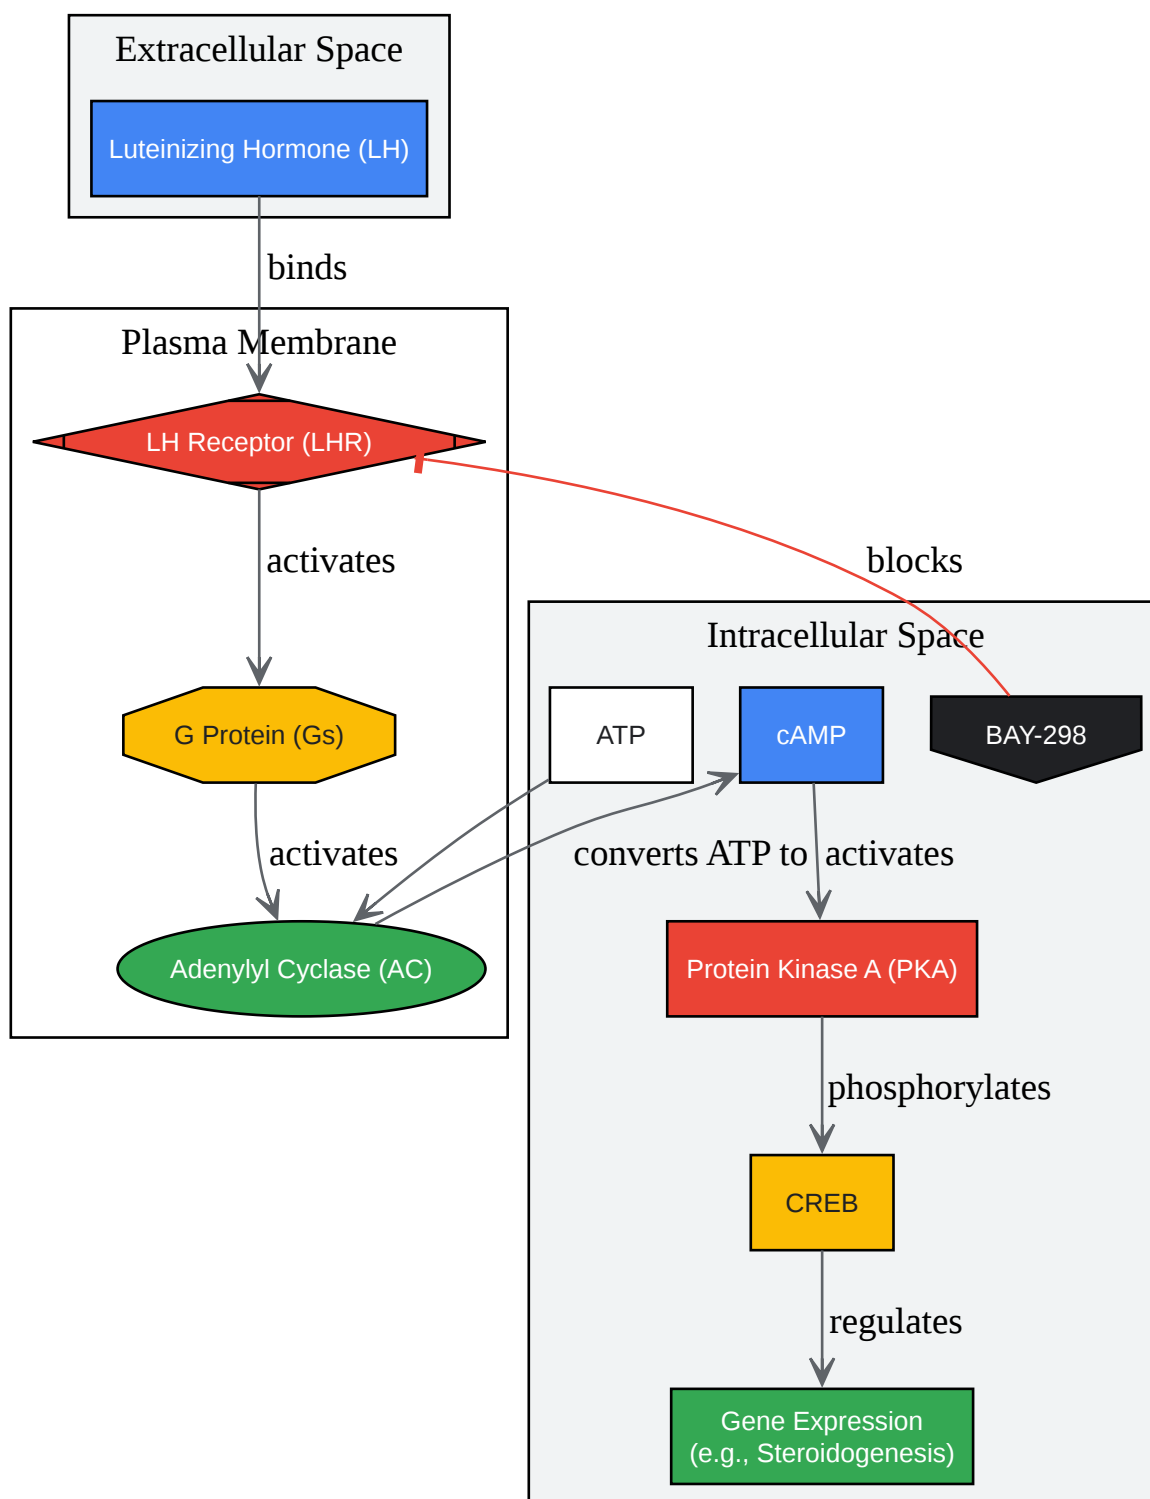 Extracellular Space
Luteinizing Hormone (LH)
binds
Plasma Membrane
LH Receptor (LHR)
activates
blocks
Intracellular Space
G Protein (Gs)
ATP
cAMP
BAY-298
activates
converts ATP to
activates
Adenylyl Cyclase (AC)
Protein Kinase A (PKA)
phosphorylates
CREB
regulates
Gene Expression
(e.g., Steroidogenesis)